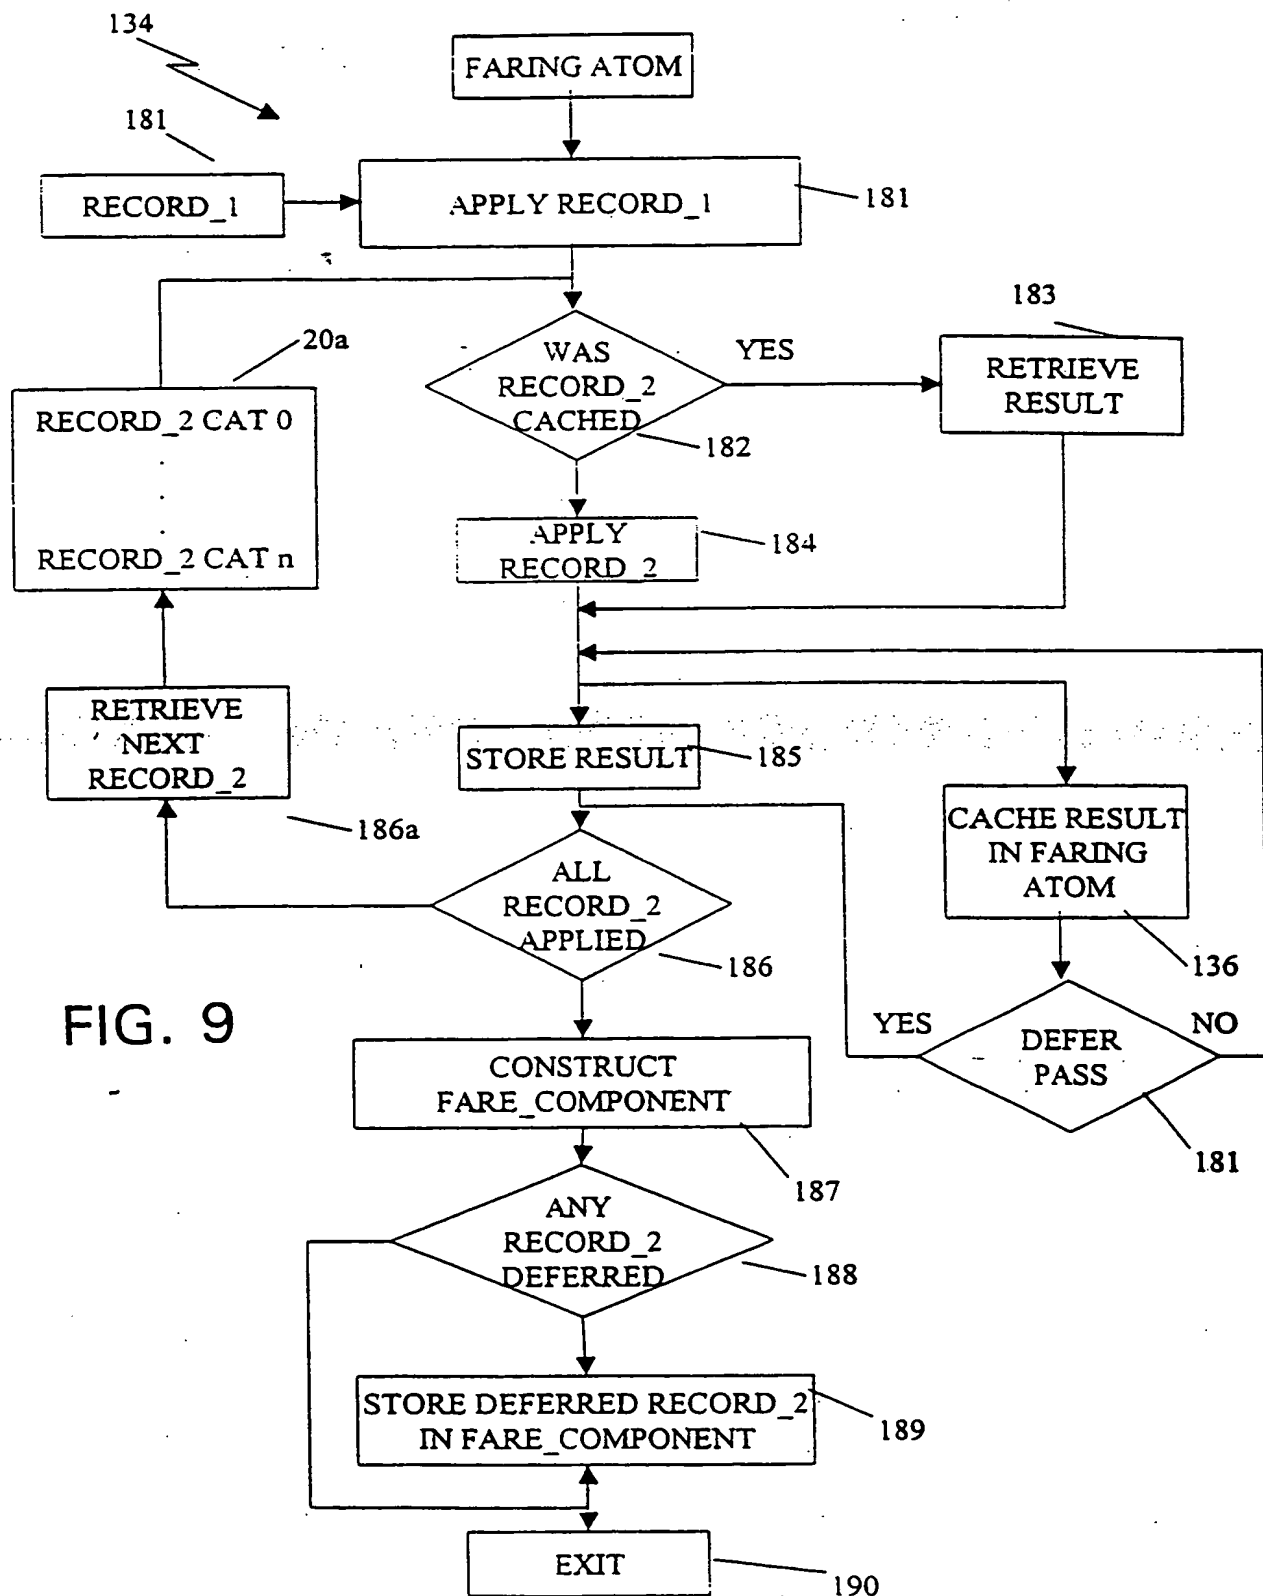 134
FARING ATOM
181
RECORD_1
APPLY RECORD_1
181
20a
RECORD_2 CAT 0
.
.
.
RECORD_2 CAT n
WAS
RECORD_2
CACHED
YES
182
183
RETRIEVE
RESULT
APPLY
RECORD_2
184
RETRIEVE
NEXT
RECORD_2
186a
STORE RESULT
185
CACHE RESULT
IN FARING
ATOM
136
ALL
RECORD_2
APPLIED
186
FIG. 9
YES
DEFER
PASS
NO
181
CONSTRUCT
FARE_COMPONENT
187
ANY
RECORD_2
DEFERRED
188
STORE DEFERRED RECORD_2
IN FARE_COMPONENT
189
EXIT
190